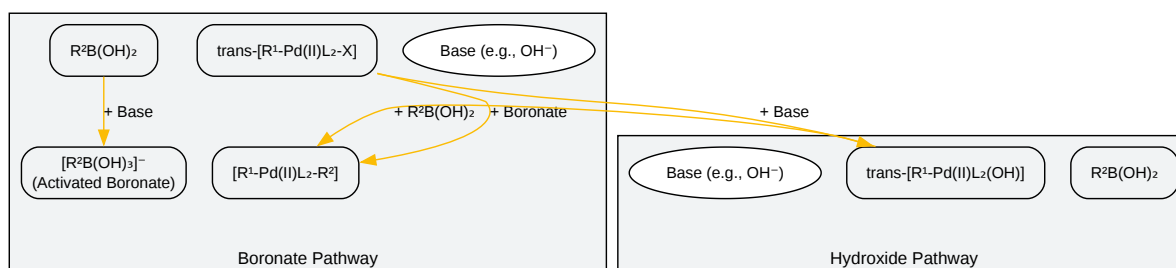 R²B(OH)₂
trans-[R¹-Pd(II)L₂-X]
Base (e.g., OH⁻)
+ Base
+ R²B(OH)₂
+ Boronate
+ Base
[R²B(OH)₃]⁻
(Activated Boronate)
[R¹-Pd(II)L₂-R²]
Base (e.g., OH⁻)
trans-[R¹-Pd(II)L₂(OH)]
R²B(OH)₂
Boronate Pathway
Hydroxide Pathway